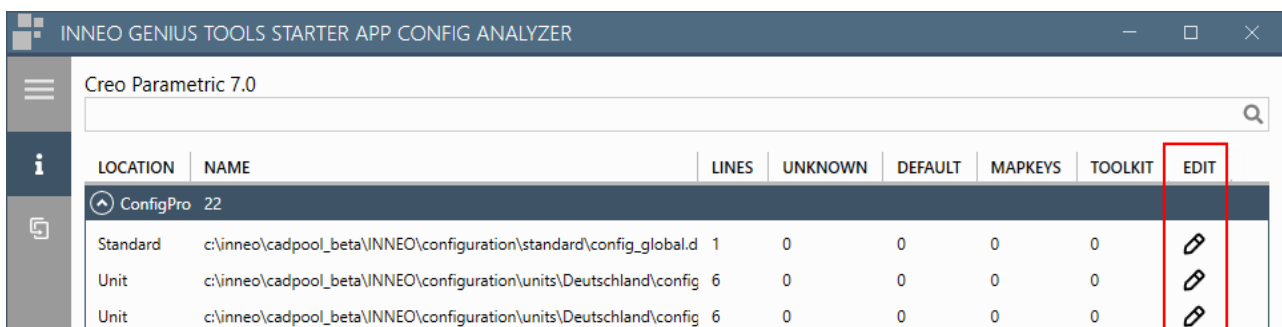 INNEO GENIUS TOOLS STARTER APP CONFIG ANALYZER
Creo Parametric 7.0
LOCATION NAME LINES UNKNOWN DEFAULT MAPKEYS TOOLKIT EDIT
ConfigPro 22
Standard c:\inneo\cadpool_beta\INNEO\configuration\standard\config_global.d 1 0 0 0 0
Unit c:\inneo\cadpool_beta\INNEO\configuration\units\Deutschland\config 6 0 0 0 0
Unit c:\inneo\cadpool_beta\INNEO\configuration\units\Deutschland\config 6 0 0 0 0